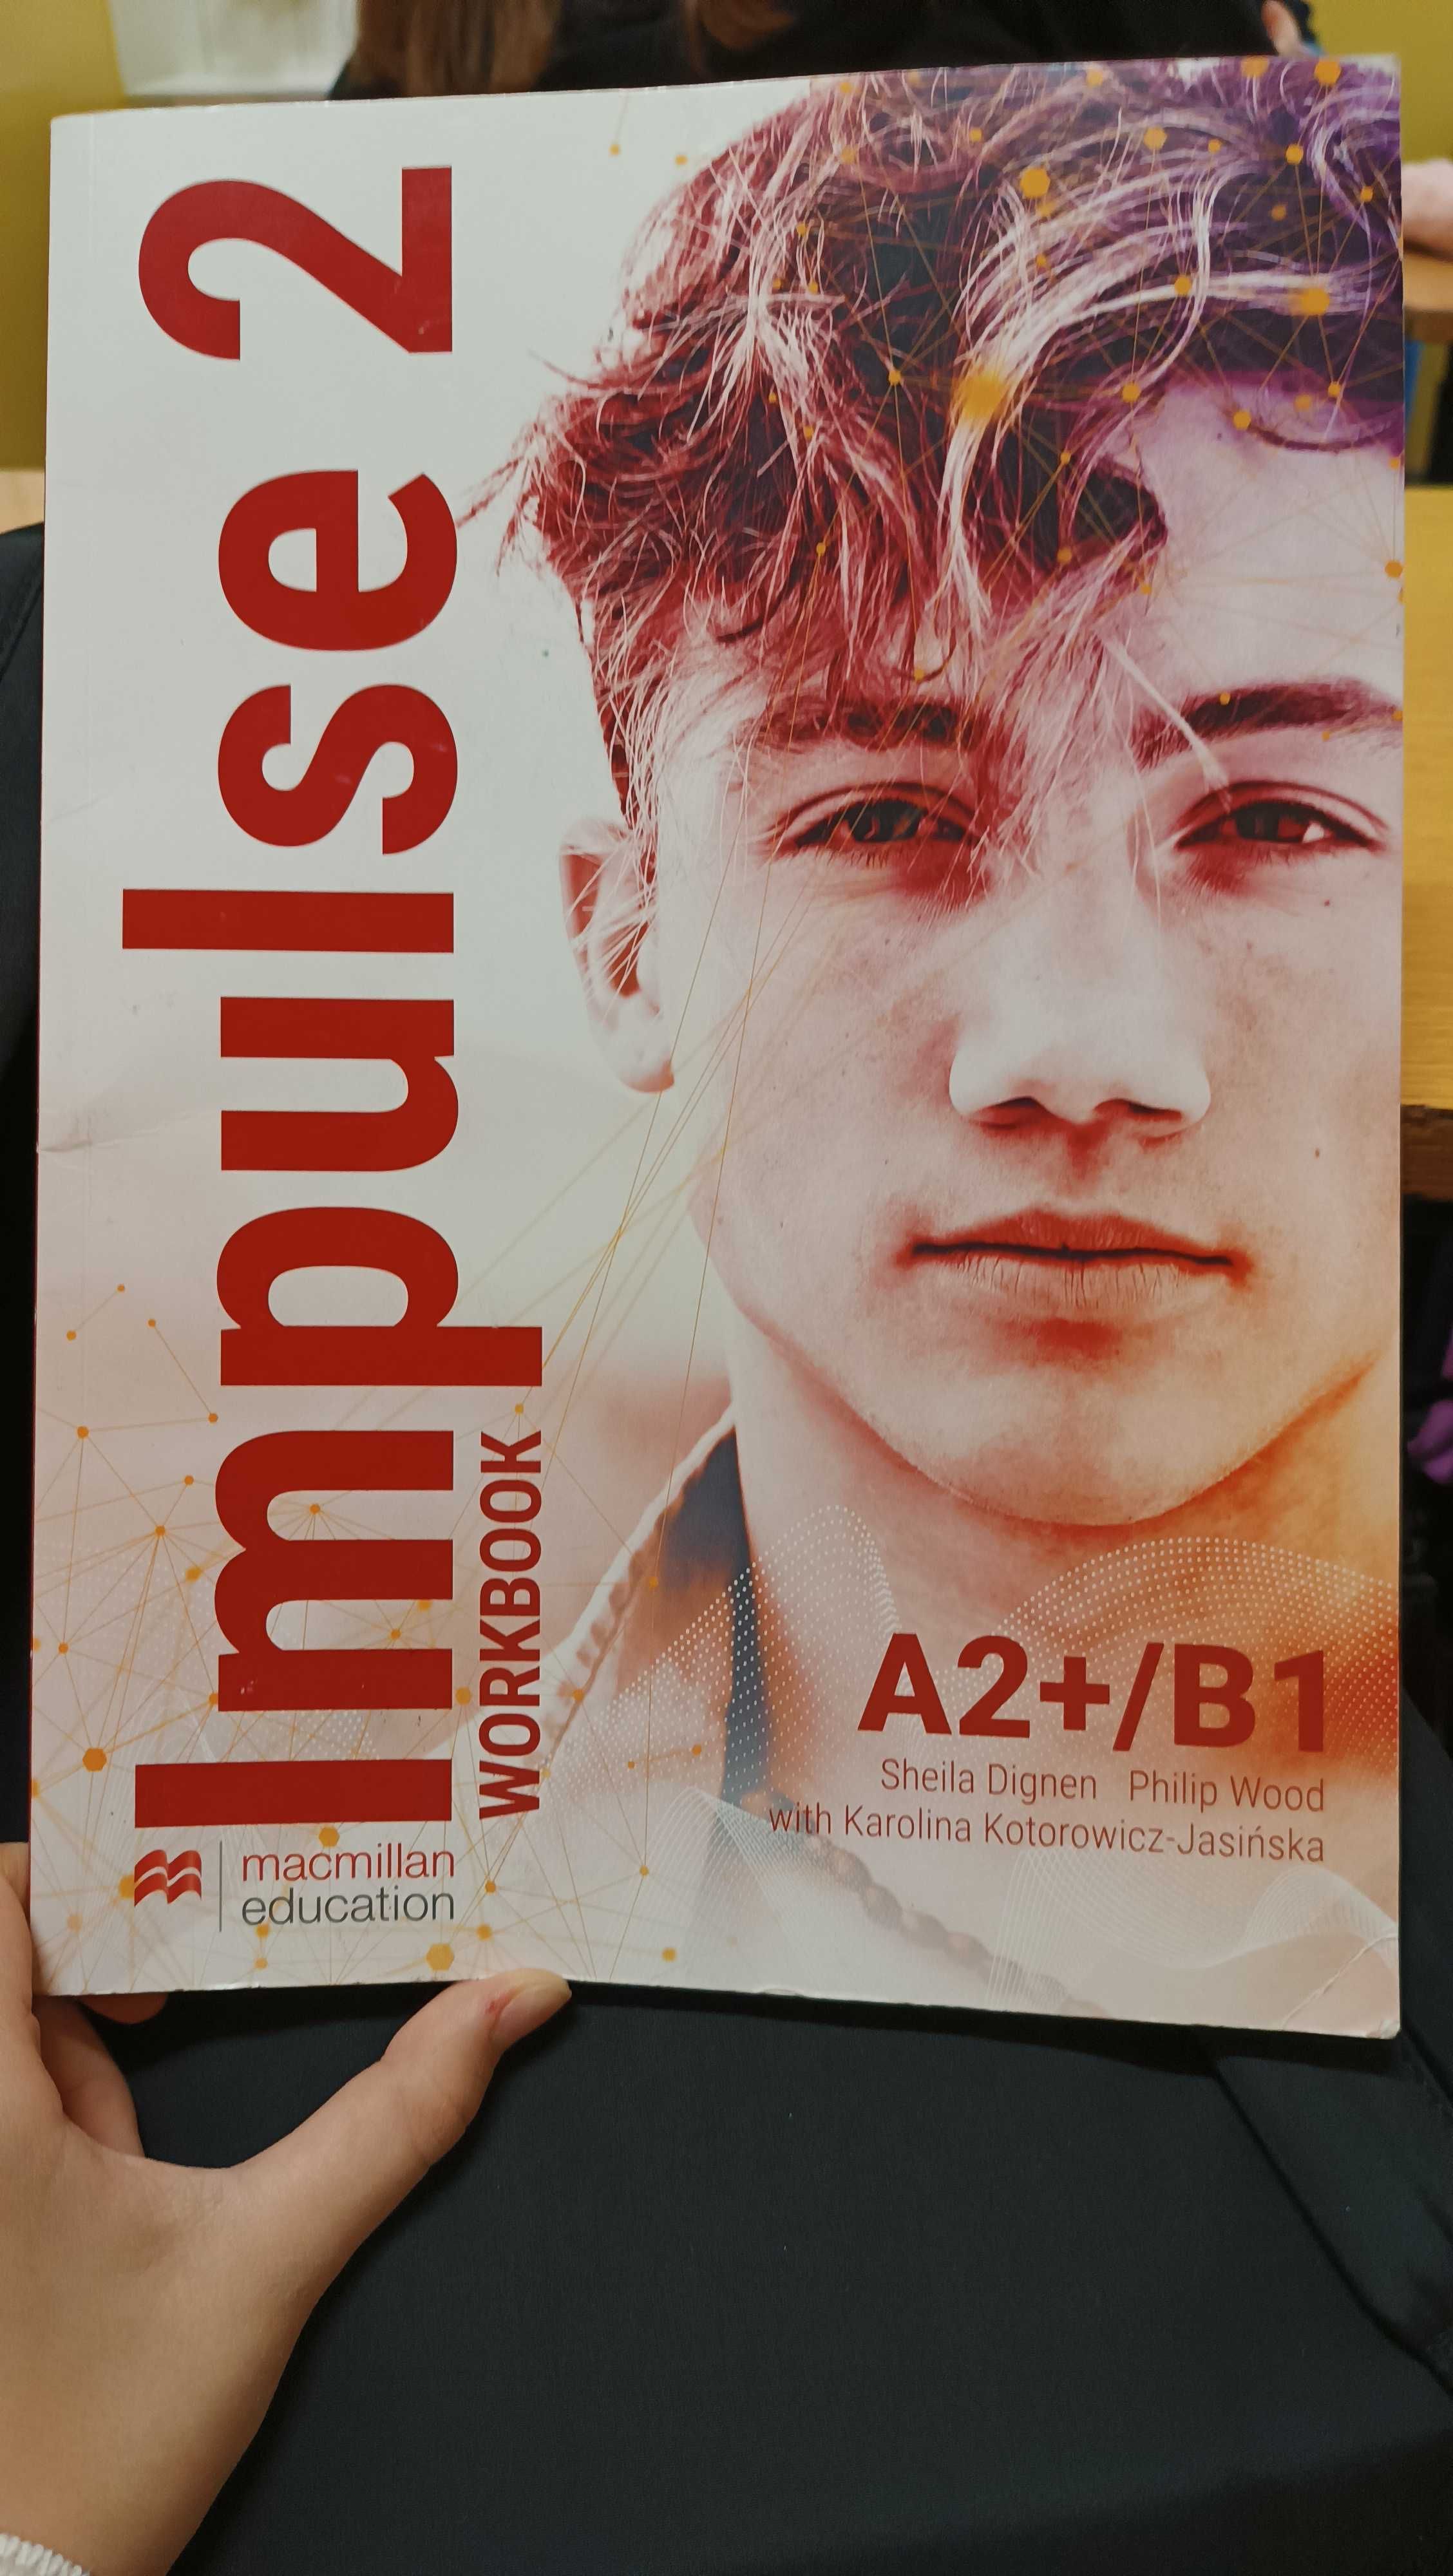 Impulse 2
WORKBOOK
A2+/B1
Sheila Dignen Philip Wood
with Karolina Kotorowicz-Jasińska
macmillan
education